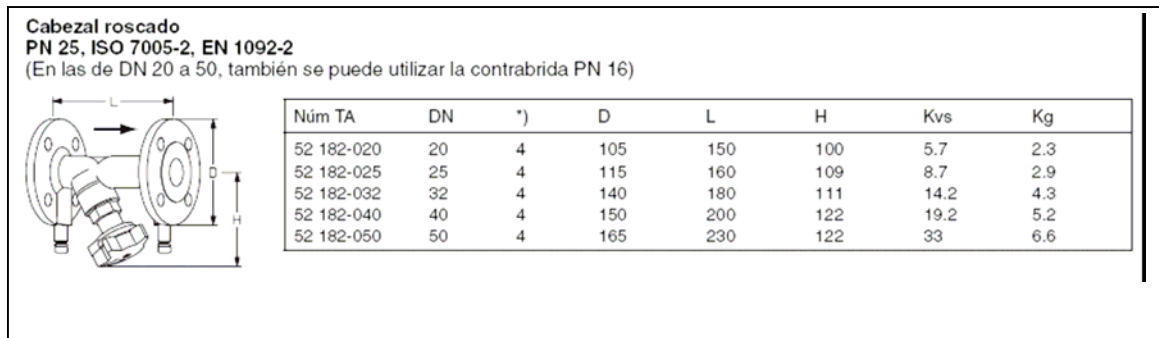 Cabezal roscado
PN 25, ISO 7005-2, EN 1092-2
(En las de DN 20 a 50, también se puede utilizar la contrabrida PN 16)
L
D
H
Núm TA DN *) D L H Kvs Kg
52 182-020 20 4 105 150 100 5.7 2.3
52 182-025 25 4 115 160 109 8.7 2.9
52 182-032 32 4 140 180 111 14.2 4.3
52 182-040 40 4 150 200 122 19.2 5.2
52 182-050 50 4 165 230 122 33 6.6